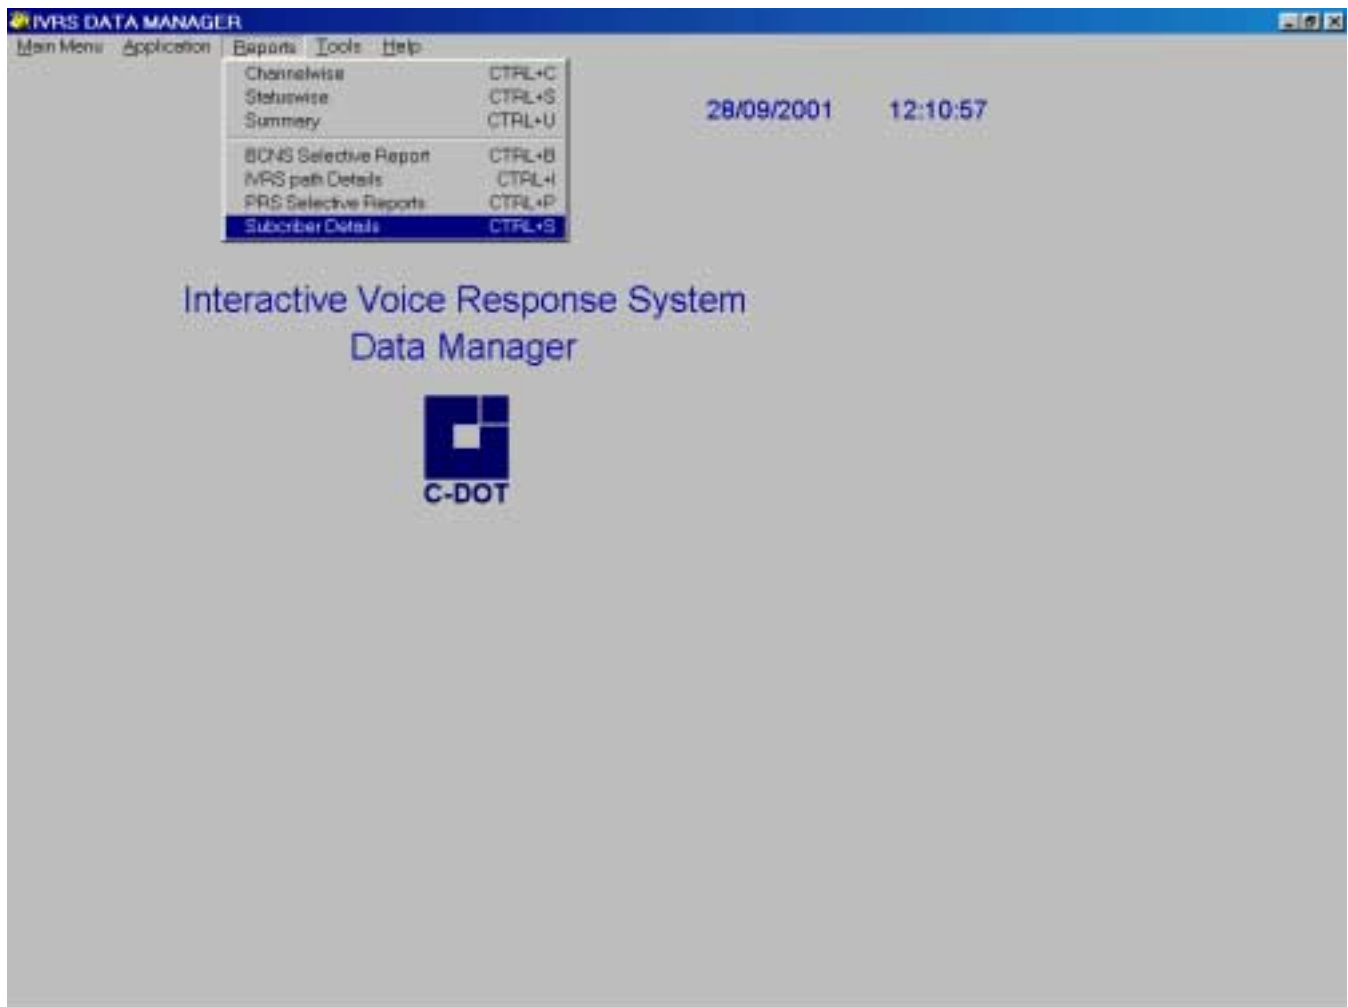 IVRS DATA MANAGER
Main Menu Application Reports Tools Help
Channelwise CTRL+C
Statuswise CTRL+S
Summary CTRL+U
BCNS Selective Report CTRL+B
IVRS path Details CTRL+I
PRS Selective Reports CTRL+P
Subcriber Details CTRL+S
28/09/2001 12:10:57
Interactive Voice Response System
Data Manager
C-DOT